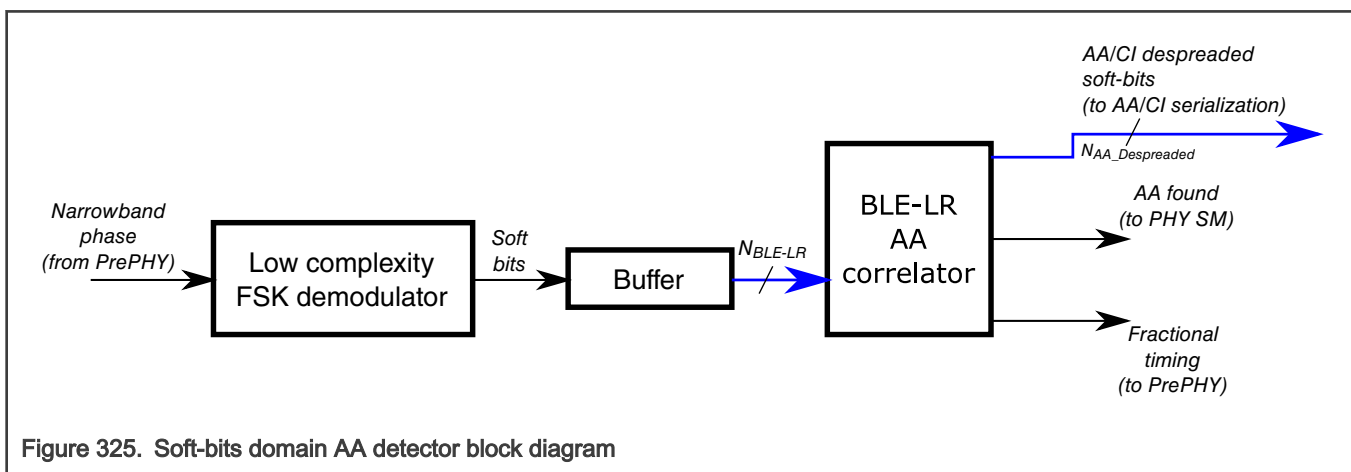 Narrowband
phase
(from PrePHY)
Low complexity
FSK demodulator
Soft
bits
Buffer
N_BLE-LR
BLE-LR
AA
correlator
AA/CI despreaded
soft-bits
(to AA/CI serialization)
N_AA_Despreaded
AA found
(to PHY SM)
Fractional
timing
(to PrePHY)
Figure 325. Soft-bits domain AA detector block diagram